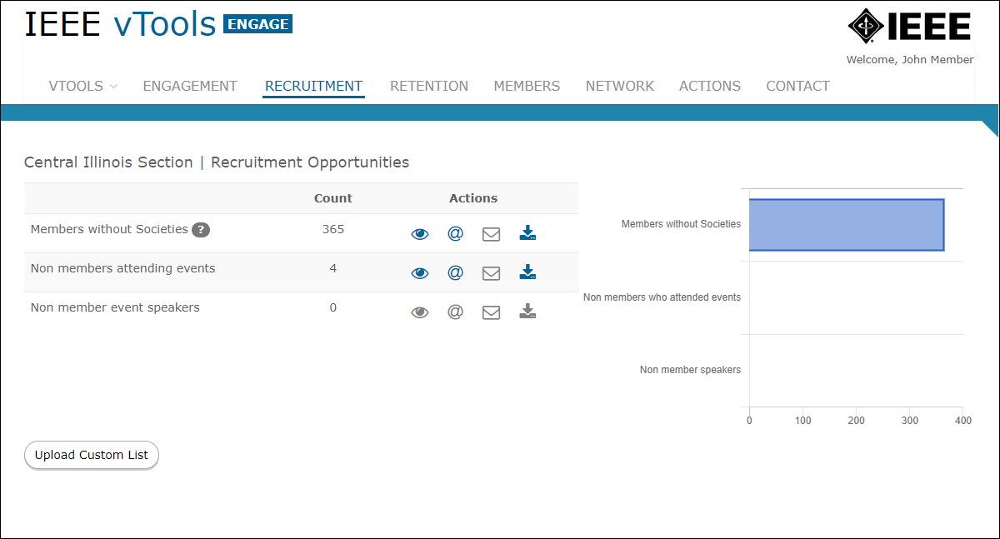 IEEE vTools ENGAGE
IEEE
Welcome, John Member
VTOOLS ENGAGEMENT RECRUITMENT RETENTION MEMBERS NETWORK ACTIONS CONTACT
Central Illinois Section | Recruitment Opportunities
Count Actions
Members without Societies ? 365 @
Non members attending events 4 @
Non member event speakers 0 @
Members without Societies
Non members who attended events
Non member speakers
0 100 200 300 400
Upload Custom List